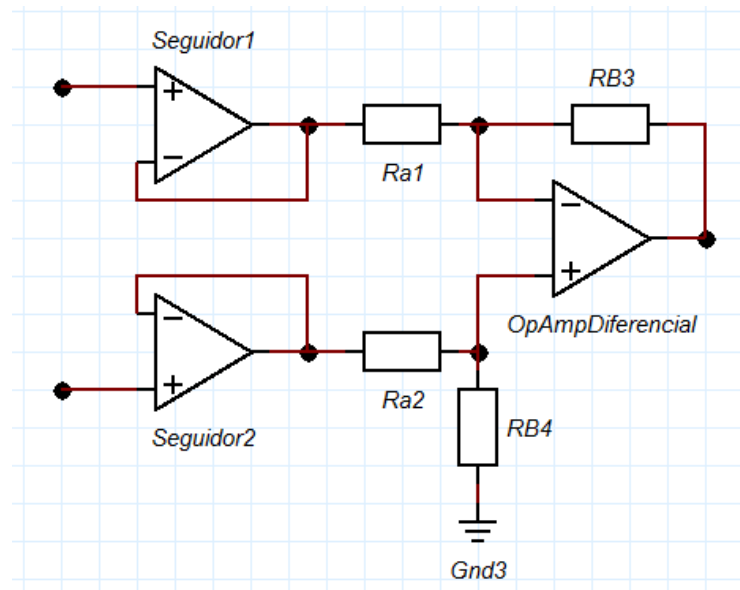 Seguidor1
RB3
Ra1
OpAmpDiferencial
Ra2
RB4
Seguidor2
Gnd3